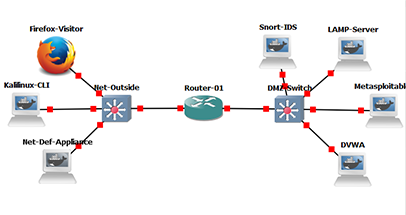 Firefox-Visitor
Snort-IDS
LAMP-Server
Kalilinux-CLI
Net-Outside
Router-01
DMZ-Switch
Metasploitable
Net-Def-Appliance
DVWA